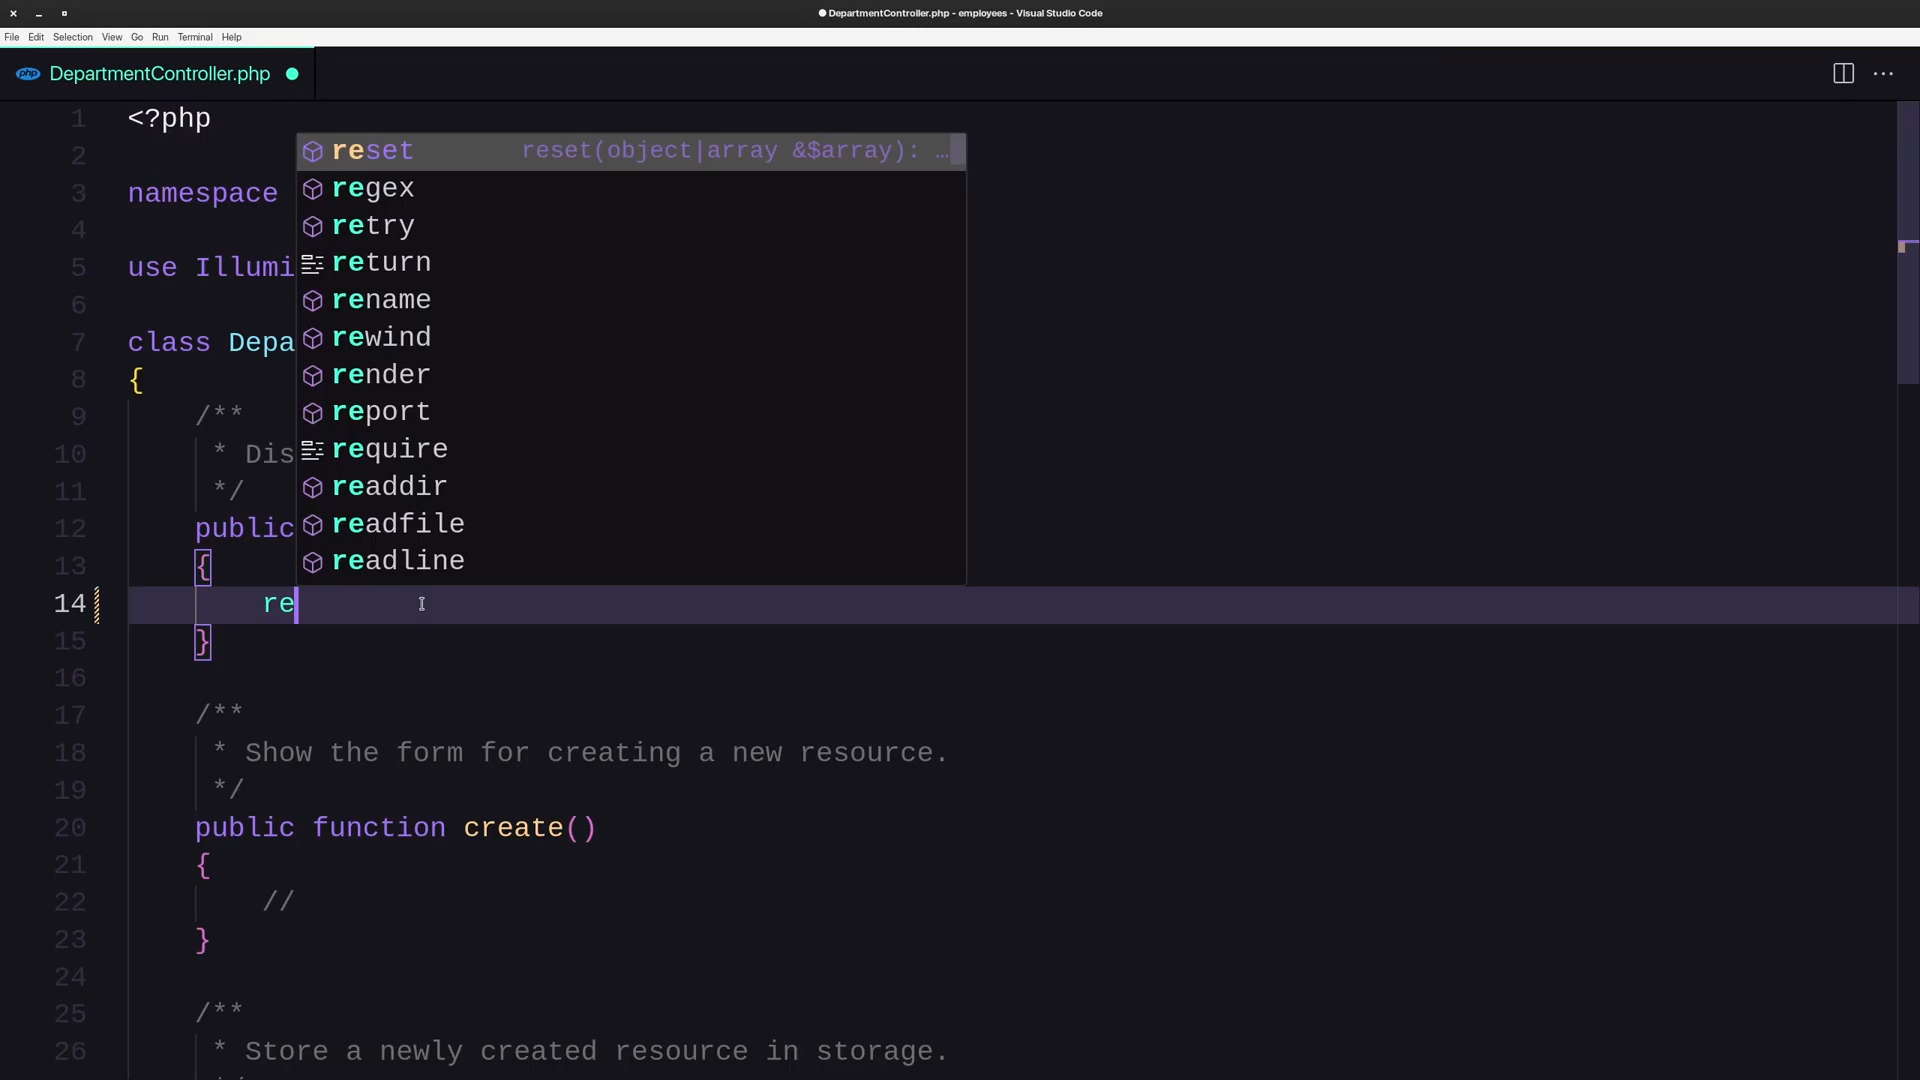 DepartmentController.php - employees - Visual Studio Code
File Edit Selection View Go Run Terminal Help
php DepartmentController.php
1 <?php
2
3 namespace
4
5 use Illumi
6
7 class Depa
8 {
9 /**
10 * Dis
11 */
12 public
13 {
14 re
15 }
16
17 /**
18 * Show the form for creating a new resource.
19 */
20 public function create()
21 {
22 //
23 }
24
25 /**
26 * Store a newly created resource in storage.
reset reset(object|array &$array): …
regex
retry
return
rename
rewind
render
report
require
readdir
readfile
readline